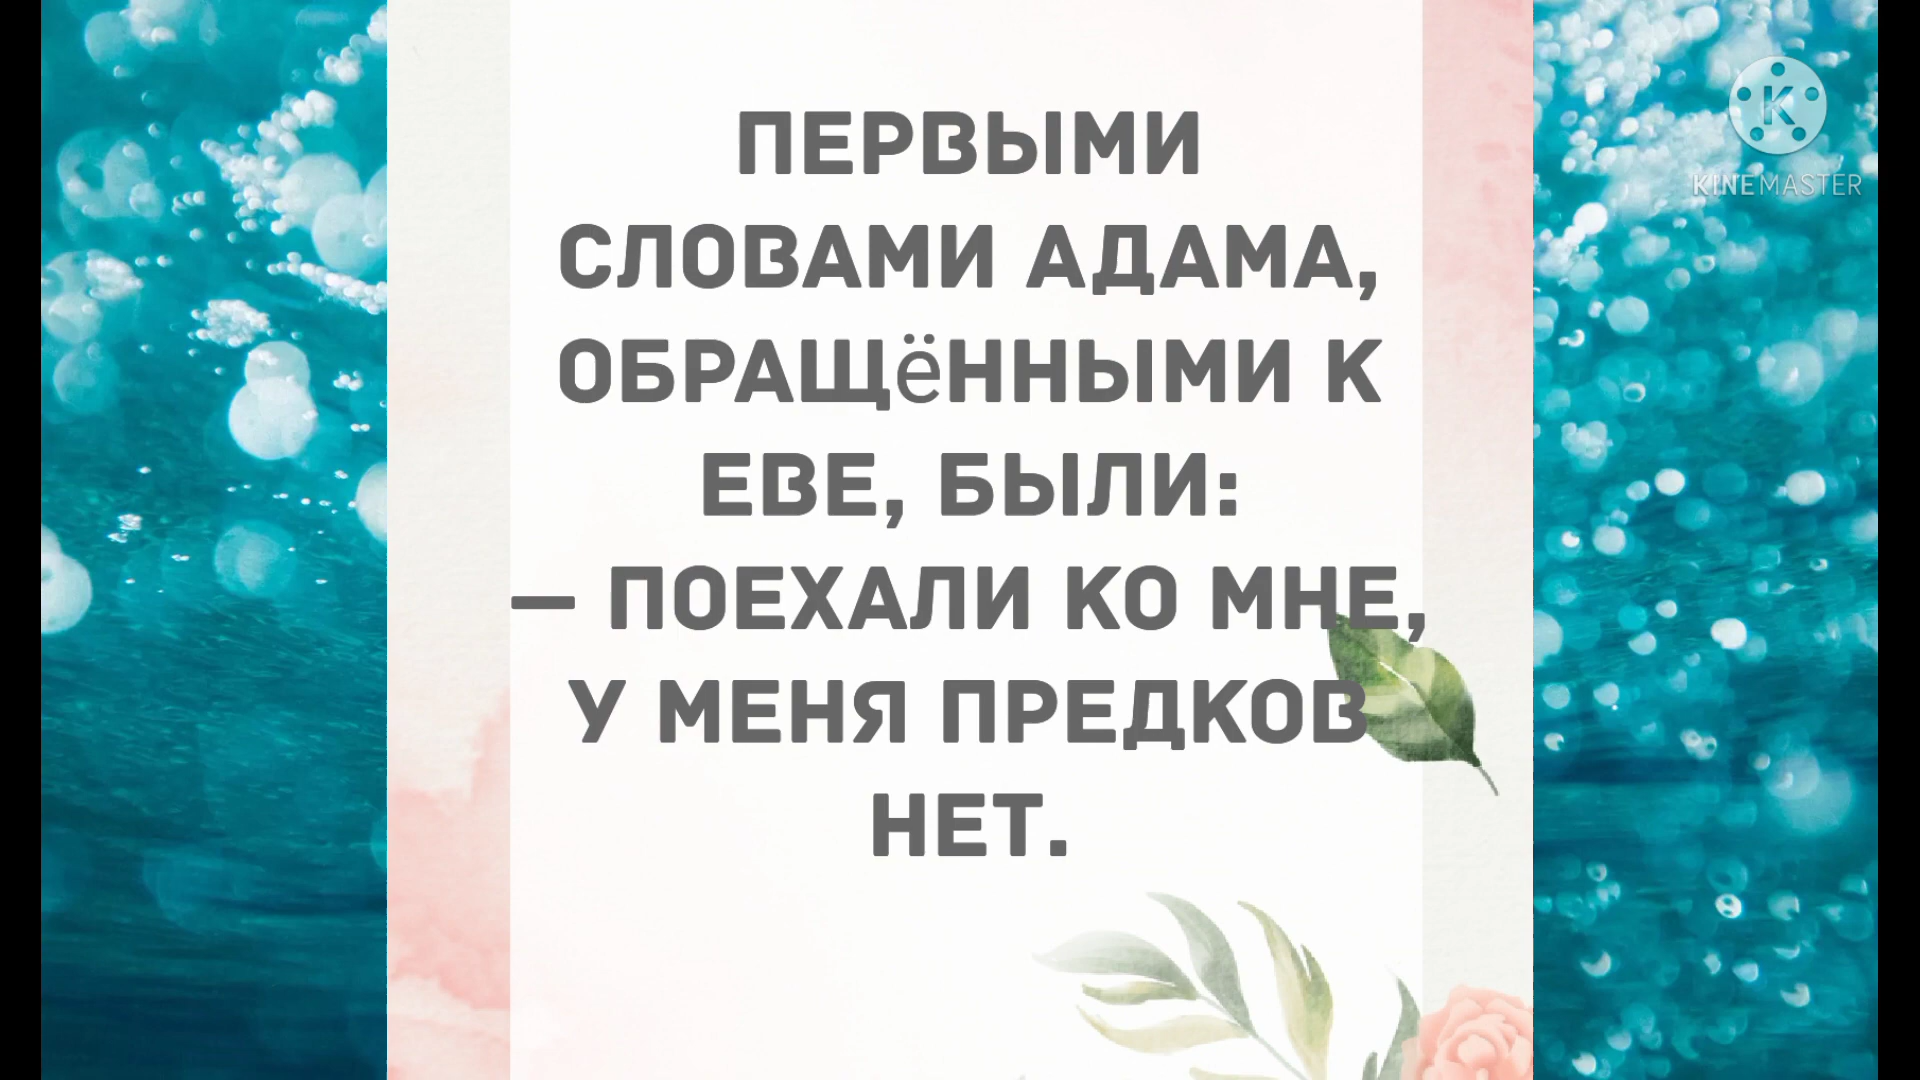 ПЕРВЫМИ
СЛОВАМИ АДАМА,
ОБРАЩёННЫМИ К
ЕВЕ, БЫЛИ:
— ПОЕХАЛИ КО МНЕ,
У МЕНЯ ПРЕДКОВ
НЕТ.
K
KINEMASTER